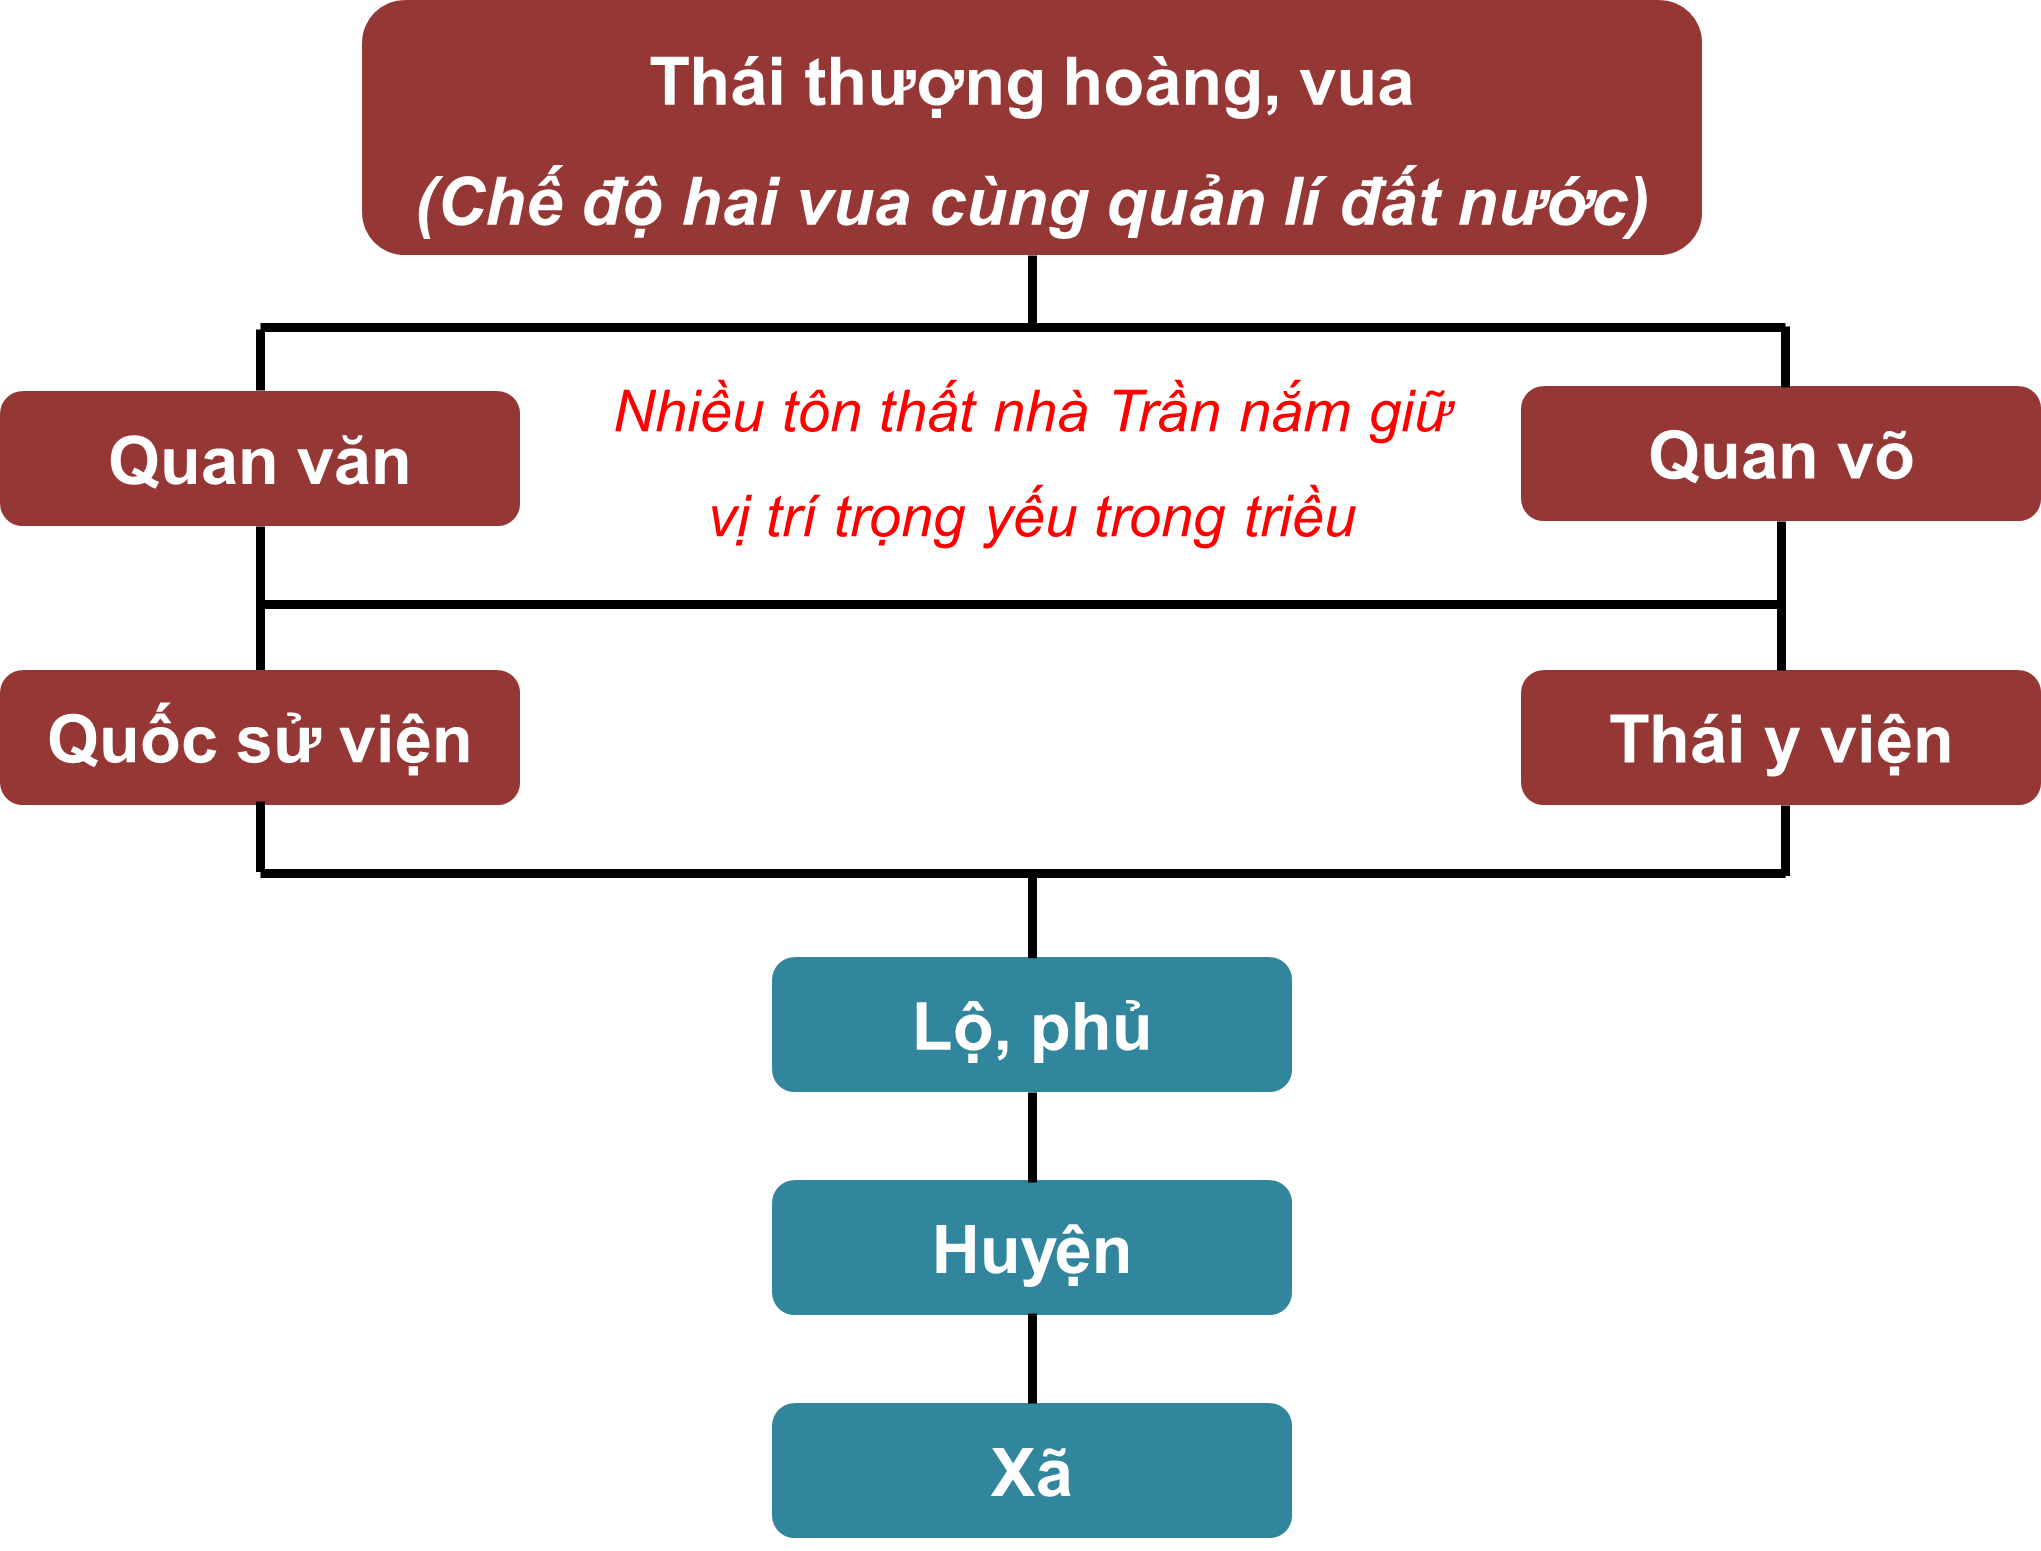 Thái thượng hoàng, vua
(Chế độ hai vua cùng quản lí đất nước)
Nhiều tôn thất nhà Trần nắm giữ
vị trí trọng yếu trong triều
Quan văn
Quan võ
Quốc sử viện
Thái y viện
Lộ, phủ
Huyện
Xã